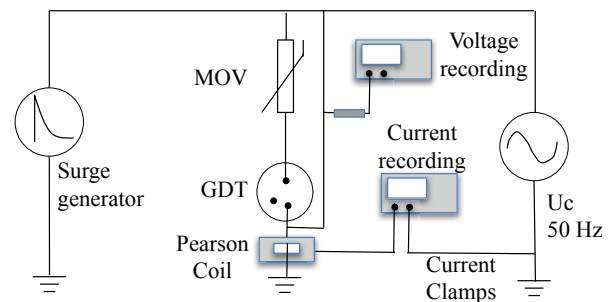 Voltage
recording
MOV
Current
recording
Surge
generator
GDT
Uc
50 Hz
Pearson
Coil
Current
Clamps